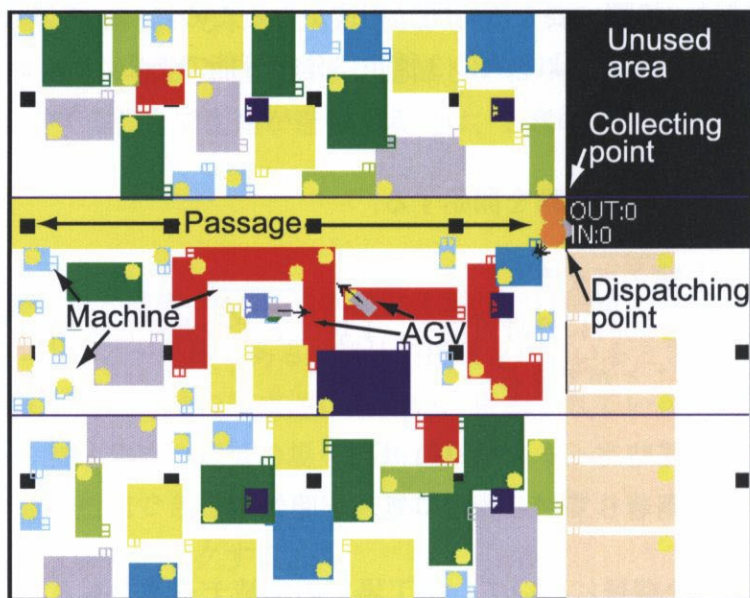 Unused
area
Collecting
point
Passage
OUT:0
IN:0
Machine
AGV
Dispatching
point